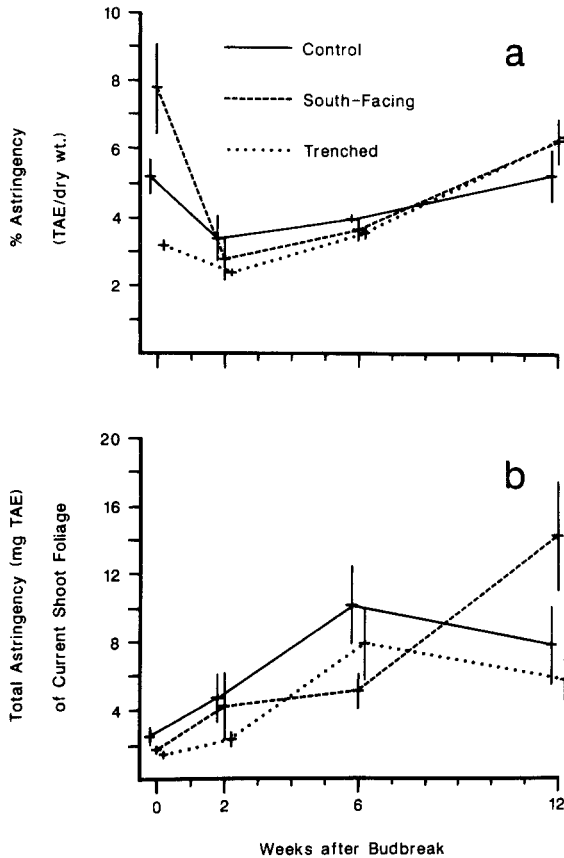 10
8
6
4
2
% Astringency
(TAE/dry wt.)
a
Control
South-Facing
Trenched
20
16
12
8
4
Total Astringency (mg TAE)
of Current Shoot Foliage
b
0 2 6 12
Weeks after Budbreak